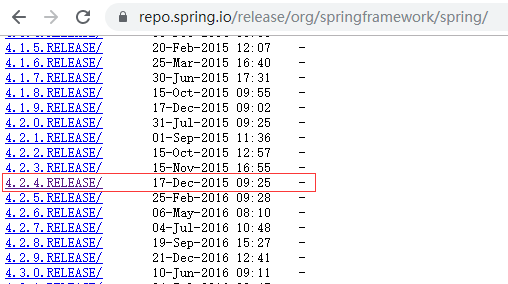 repo.spring.io/release/org/springframework/spring/
4.1.5.RELEASE/ 20-Feb-2015 12:07 -
4.1.6.RELEASE/ 25-Mar-2015 16:40 -
4.1.7.RELEASE/ 30-Jun-2015 17:31 -
4.1.8.RELEASE/ 15-Oct-2015 09:55 -
4.1.9.RELEASE/ 17-Dec-2015 09:02 -
4.2.0.RELEASE/ 31-Jul-2015 09:25 -
4.2.1.RELEASE/ 01-Sep-2015 11:36 -
4.2.2.RELEASE/ 15-Oct-2015 12:57 -
4.2.3.RELEASE/ 15-Nov-2015 16:55 -
4.2.4.RELEASE/ 17-Dec-2015 09:25 -
4.2.5.RELEASE/ 25-Feb-2016 09:28 -
4.2.6.RELEASE/ 06-May-2016 08:10 -
4.2.7.RELEASE/ 04-Jul-2016 10:48 -
4.2.8.RELEASE/ 19-Sep-2016 15:27 -
4.2.9.RELEASE/ 21-Dec-2016 12:41 -
4.3.0.RELEASE/ 10-Jun-2016 09:11 -